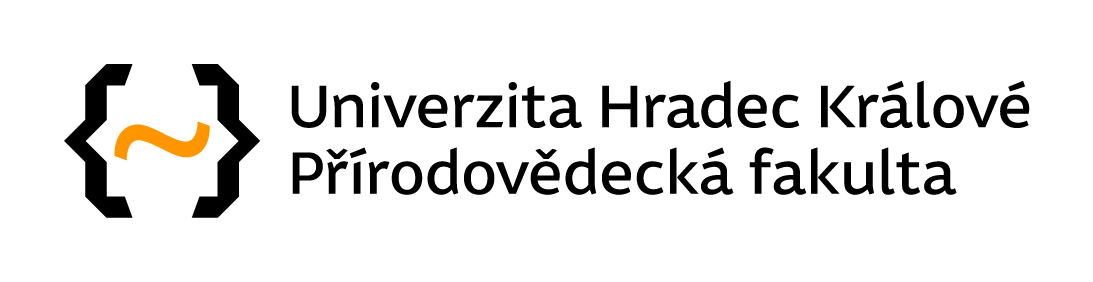 Univerzita Hradec Králové
Přírodovědecká fakulta